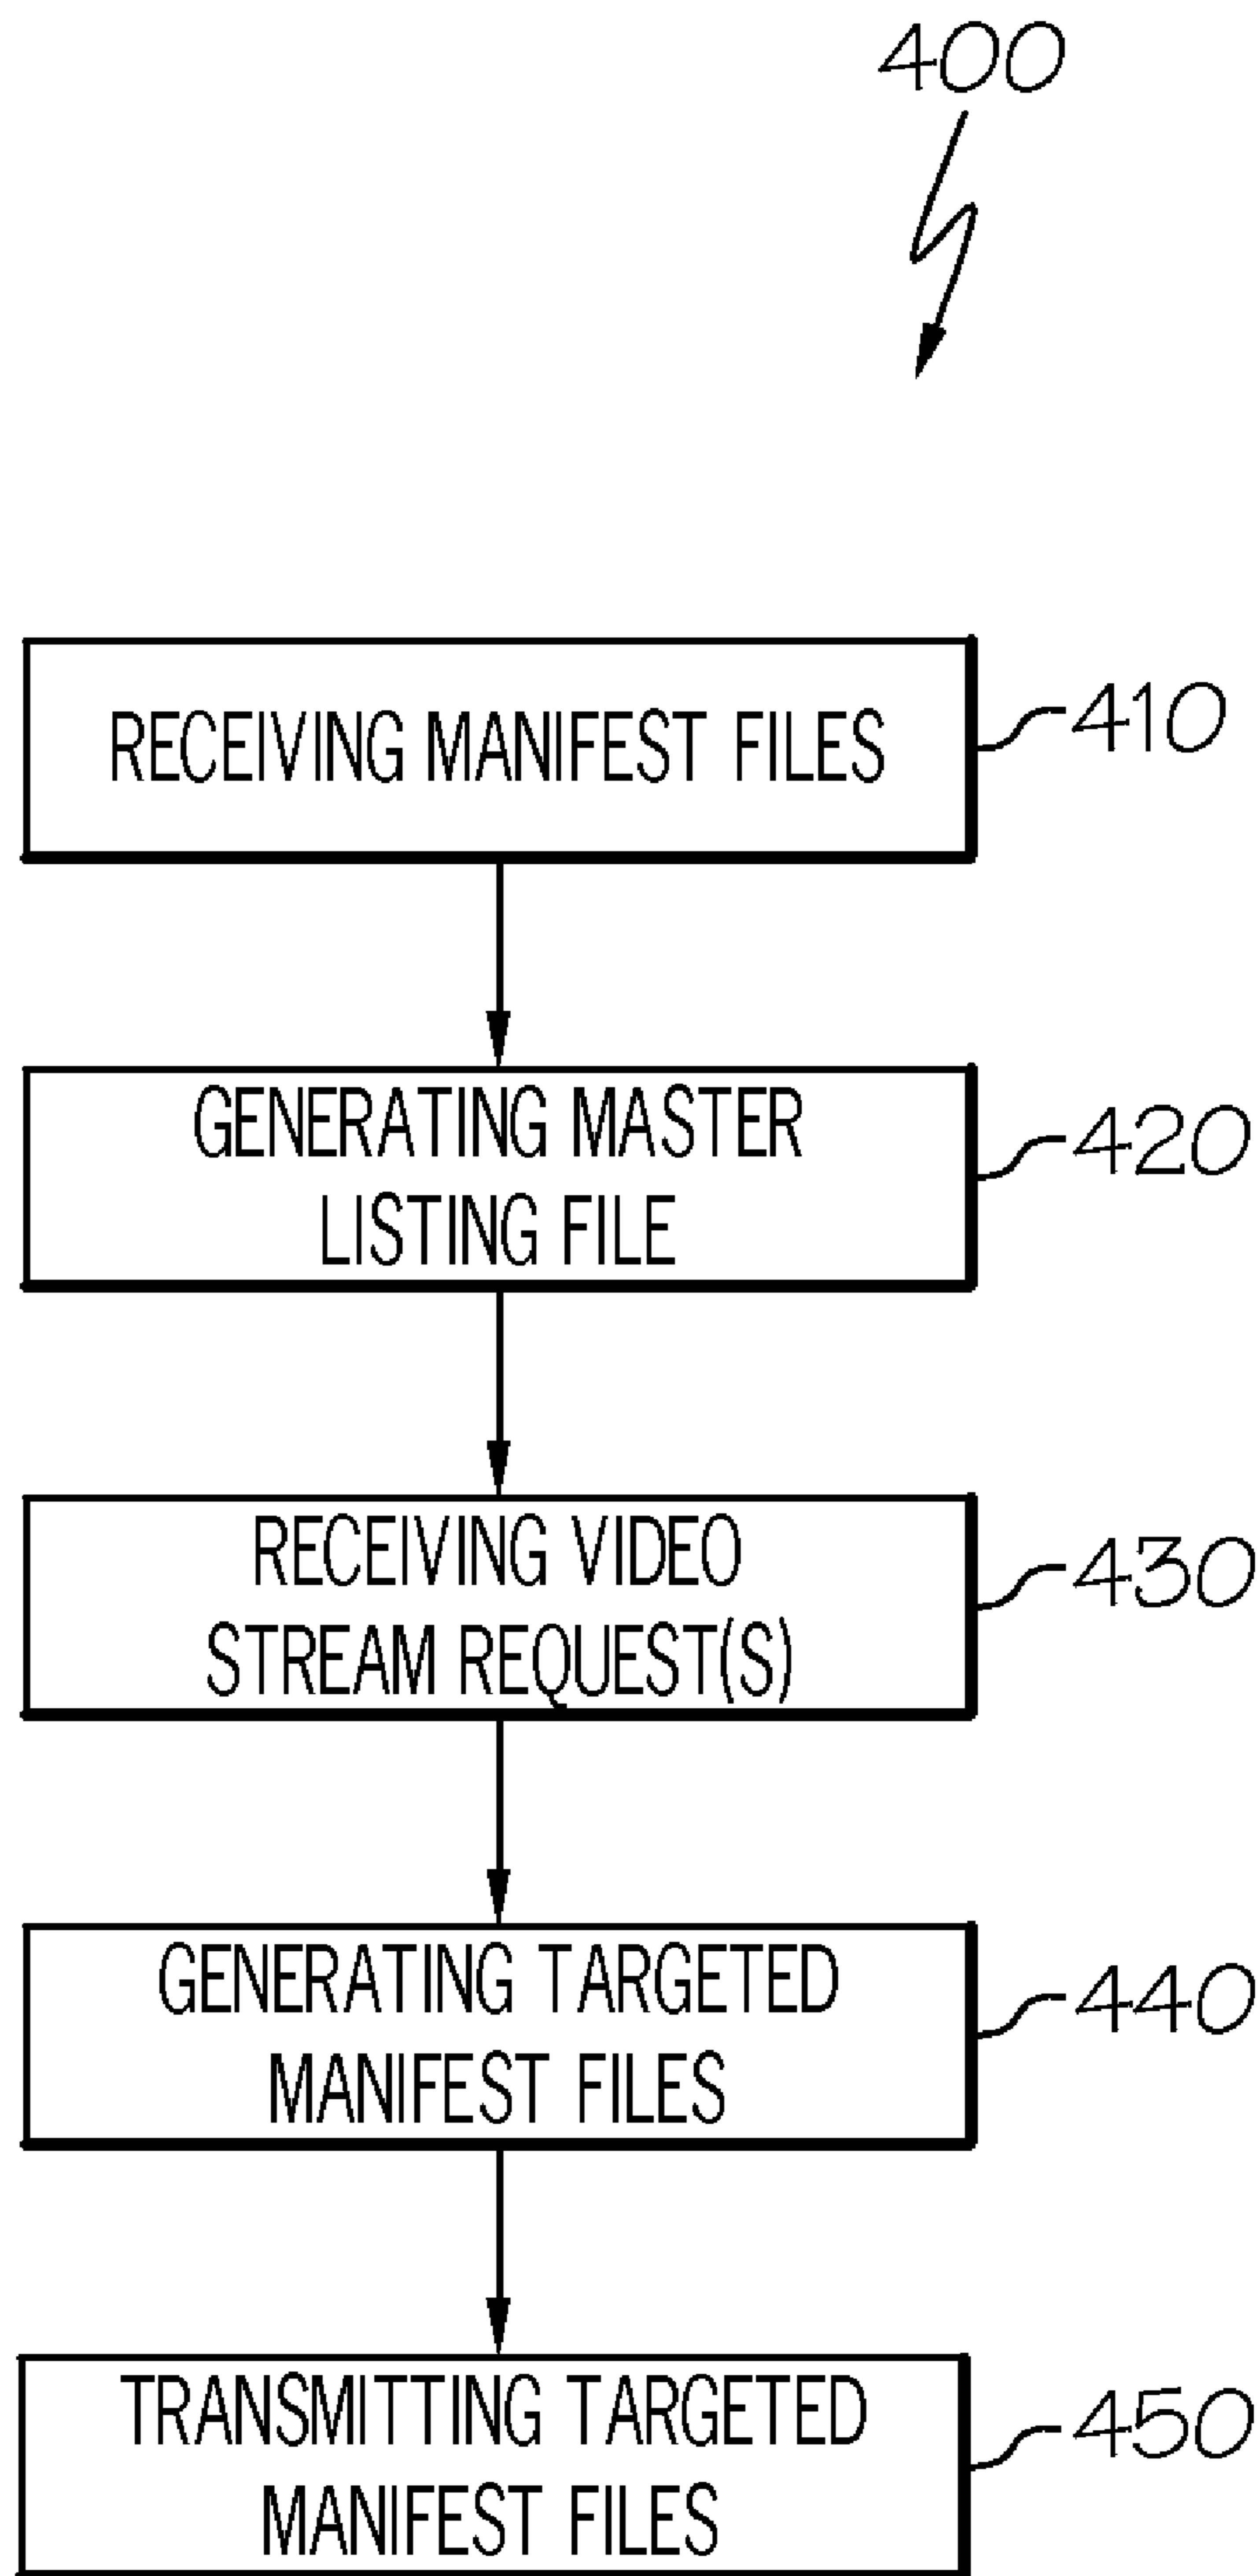 400
RECEIVING MANIFEST FILES
410
GENERATING MASTER
LISTING FILE
420
RECEIVING VIDEO
STREAM REQUEST(S)
430
GENERATING TARGETED
MANIFEST FILES
440
TRANSMITTING TARGETED
MANIFEST FILES
450